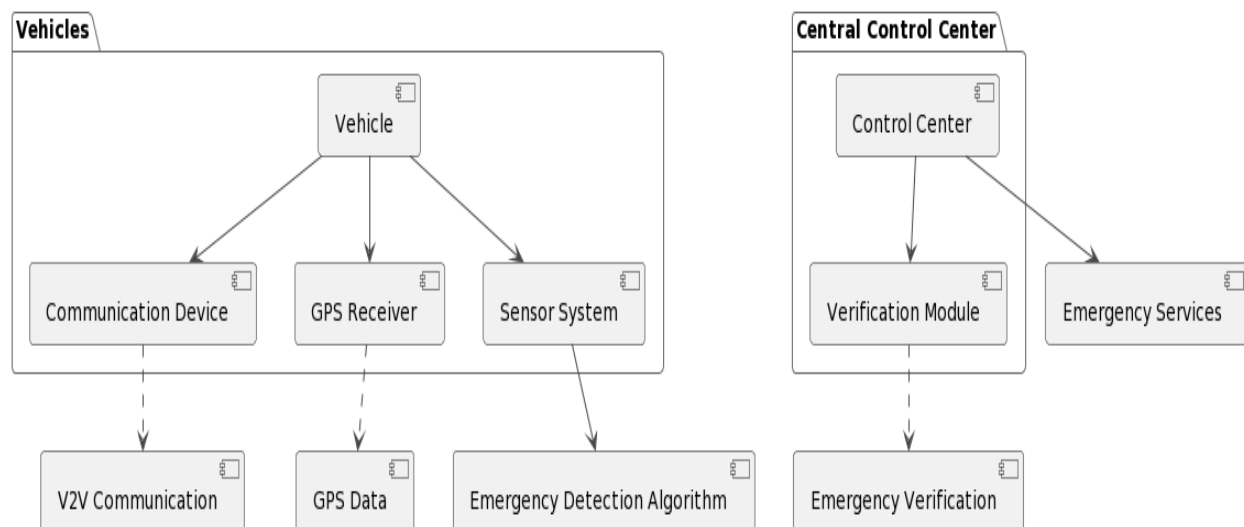 Vehicles
Central Control Center
Vehicle
Control Center
Communication Device
GPS Receiver
Sensor System
Verification Module
Emergency Services
V2V Communication
GPS Data
Emergency Detection Algorithm
Emergency Verification